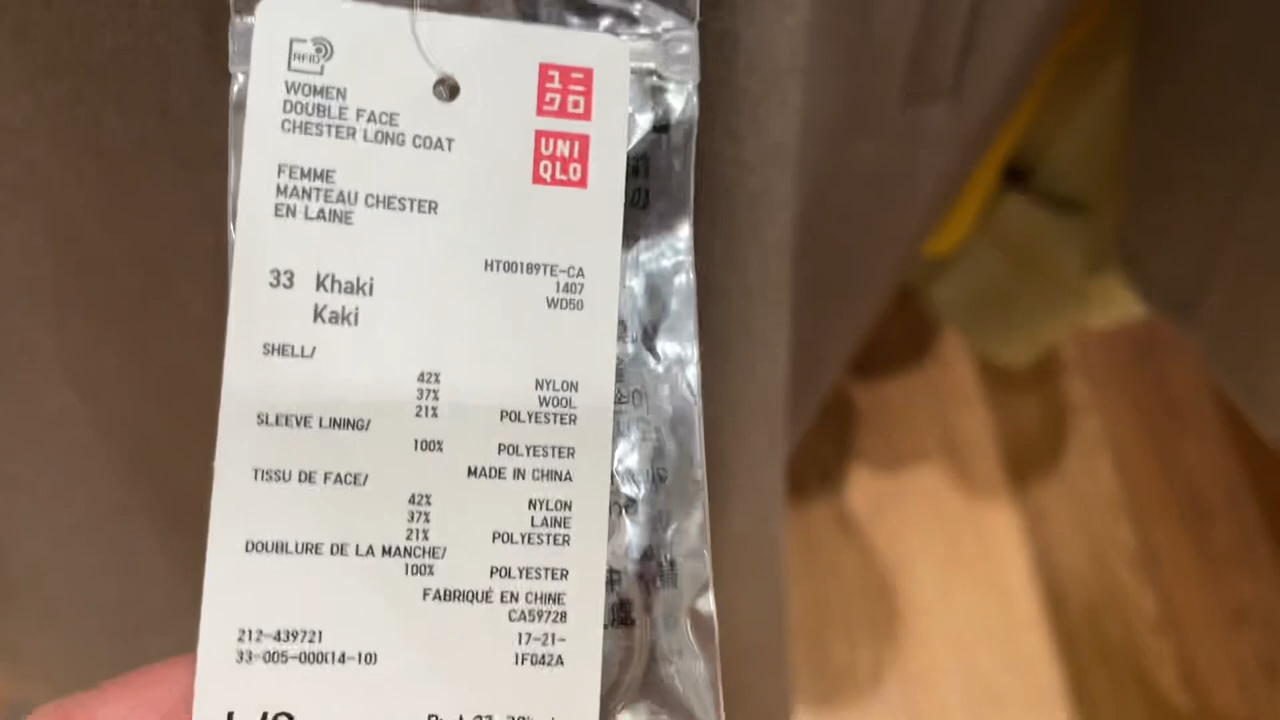 RFID
WOMEN
DOUBLE FACE
CHESTER LONG COAT
ユニ
クロ
UNI
QLO
FEMME
MANTEAU CHESTER
EN LAINE
HT00189TE-CA
1407
WD50
33 Khaki
Kaki
SHELL/
42% NYLON
37% WOOL
21% POLYESTER
SLEEVE LINING/
100% POLYESTER
MADE IN CHINA
TISSU DE FACE/
42% NYLON
37% LAINE
21% POLYESTER
DOUBLURE DE LA MANCHE/
100% POLYESTER
FABRIQUÉ EN CHINE
CA59728
212-439721 17-21-
33-005-000(14-10) 1F042A